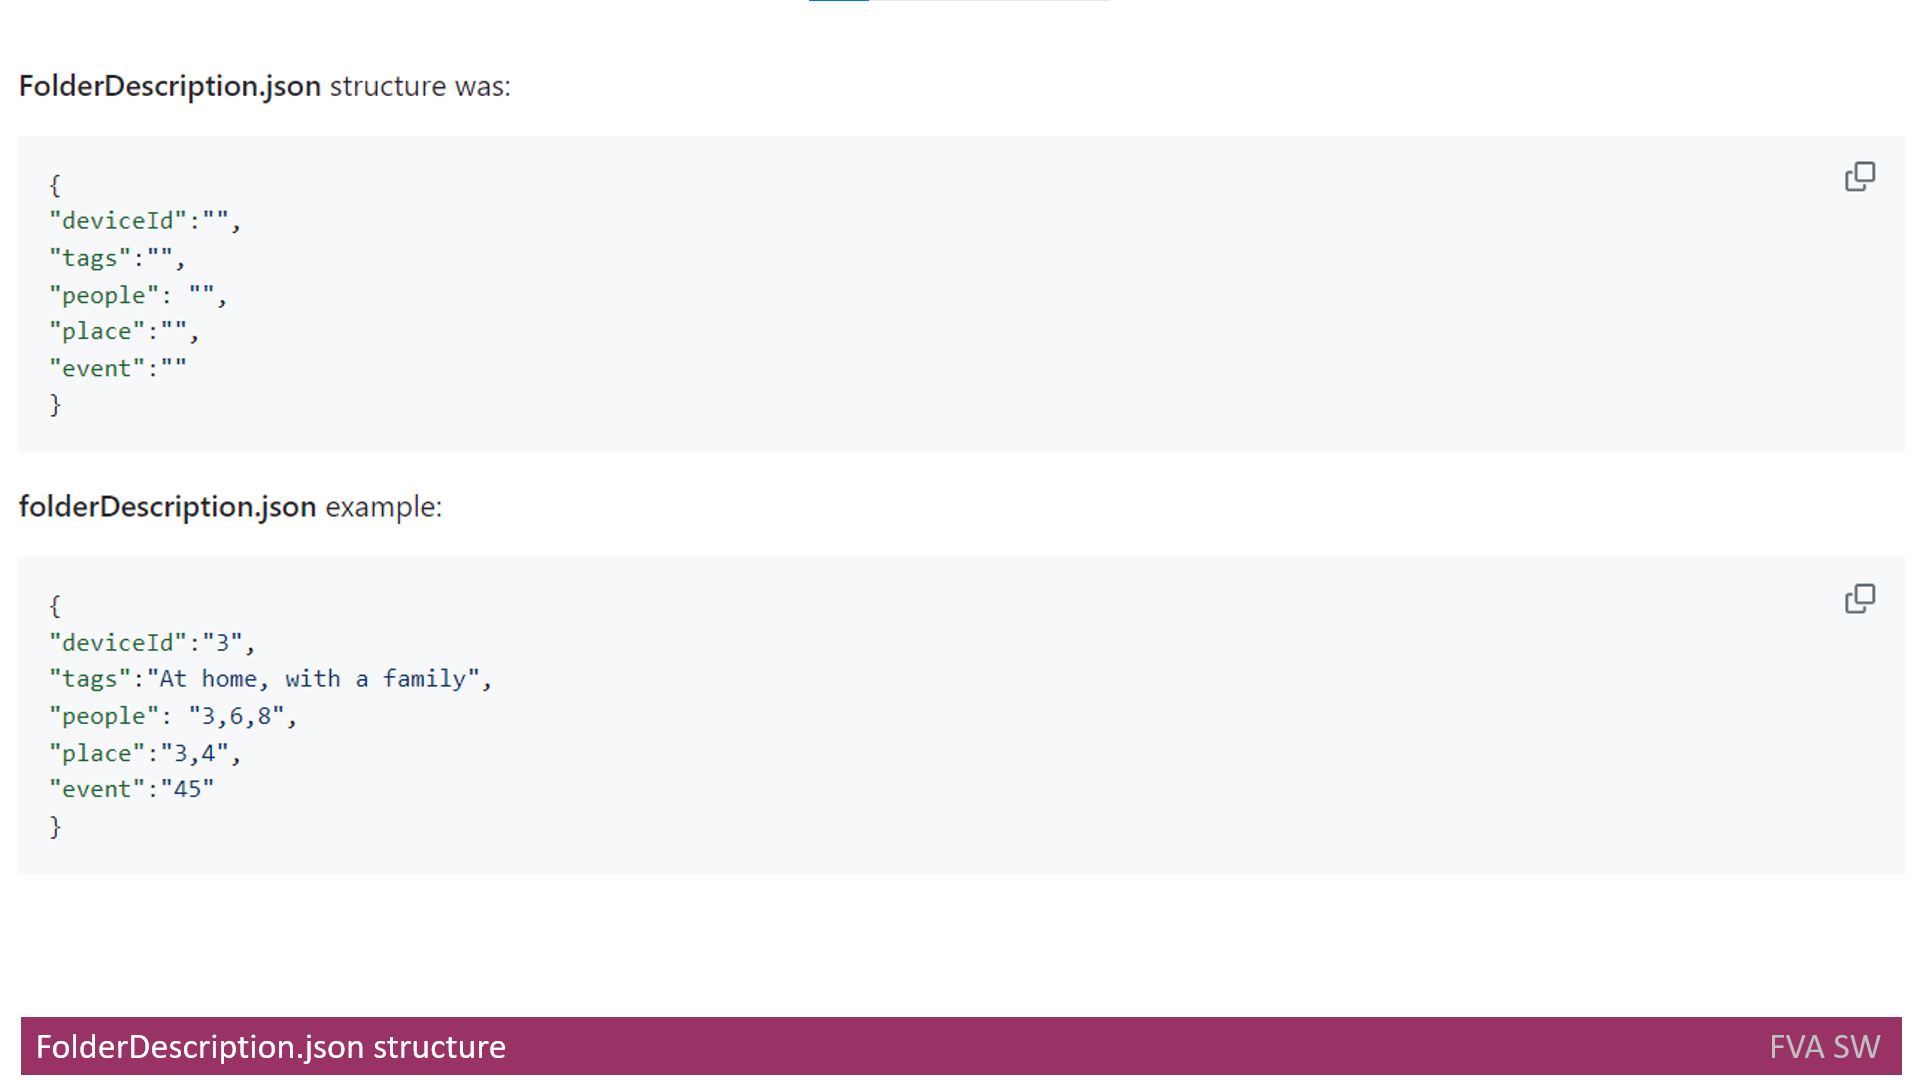 FolderDescription.json structure was:
{
"deviceId":"",
"tags":"",
"people": "",
"place":"",
"event":""
}
folderDescription.json example:
{
"deviceId":"3",
"tags":"At home, with a family",
"people": "3,6,8",
"place":"3,4",
"event":"45"
}
FolderDescription.json structure
FVA SW